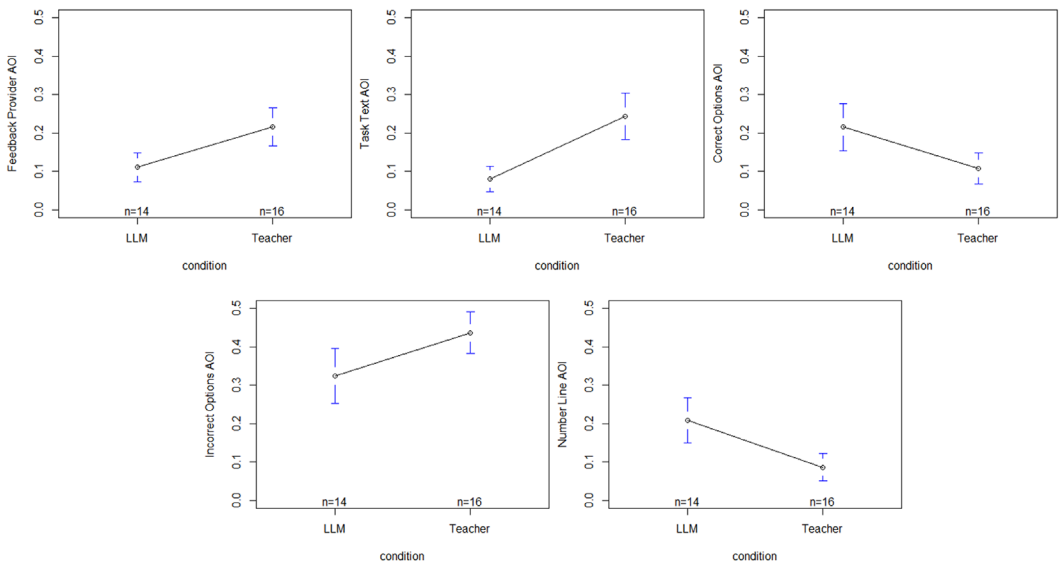 Feedback Provider AOI
0.5
0.4
0.3
0.2
0.1
0.0
n=14
n=16
LLM
Teacher
condition
Task Text AOI
0.5
0.4
0.3
0.2
0.1
0.0
n=14
n=16
LLM
Teacher
condition
Correct Options AOI
0.5
0.4
0.3
0.2
0.1
0.0
n=14
n=16
LLM
Teacher
condition
Incorrect Options AOI
0.5
0.4
0.3
0.2
0.1
0.0
n=14
n=16
LLM
Teacher
condition
Number Line AOI
0.5
0.4
0.3
0.2
0.1
0.0
n=14
n=16
LLM
Teacher
condition